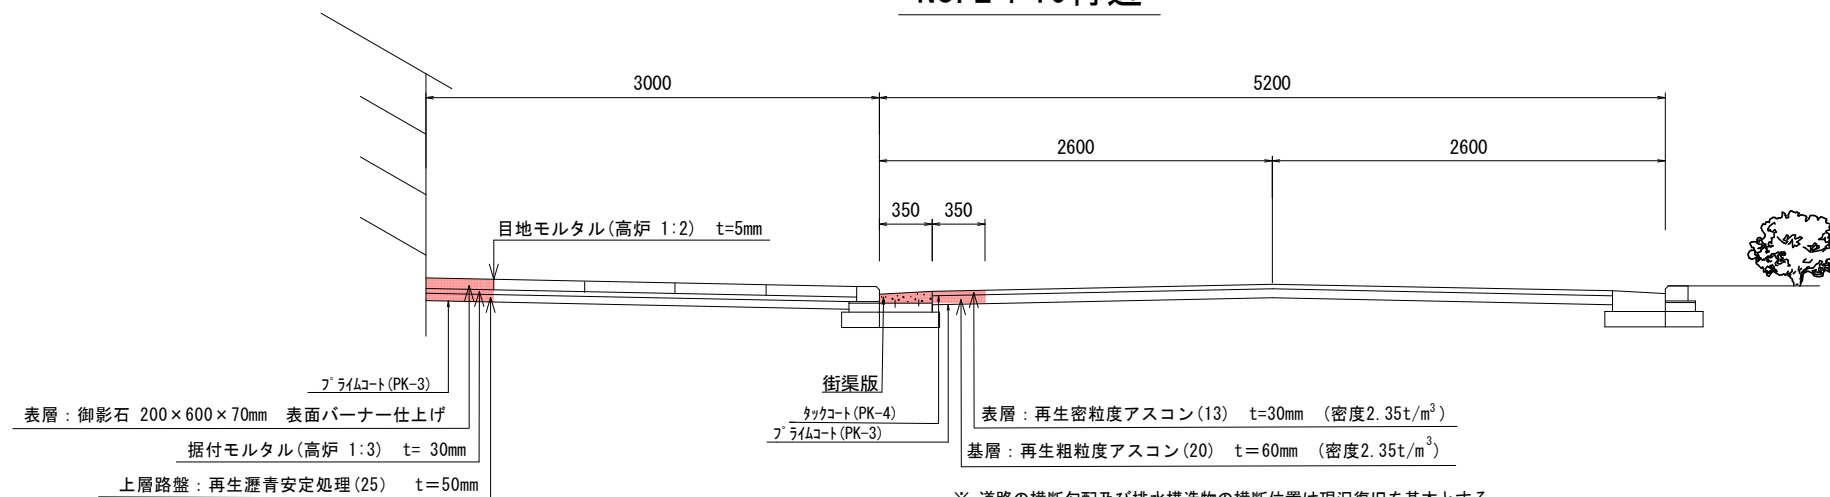 3000
5200
2600
2600
350
350
目地モルタル(高炉 1:2) t=5mm
プライムコート(PK-3)
街渠版
表層：御影石 200×600×70mm 表面バーナー仕上げ
タックコート(PK-4)
表層：再生密粒度アスコン(13) t=30mm (密度2.35t/m³)
プライムコート(PK-3)
据付モルタル(高炉 1:3) t= 30mm
基層：再生粗粒度アスコン(20) t＝60mm (密度2.35t/m³)
上層路盤：再生瀝青安定処理(25) t＝50mm